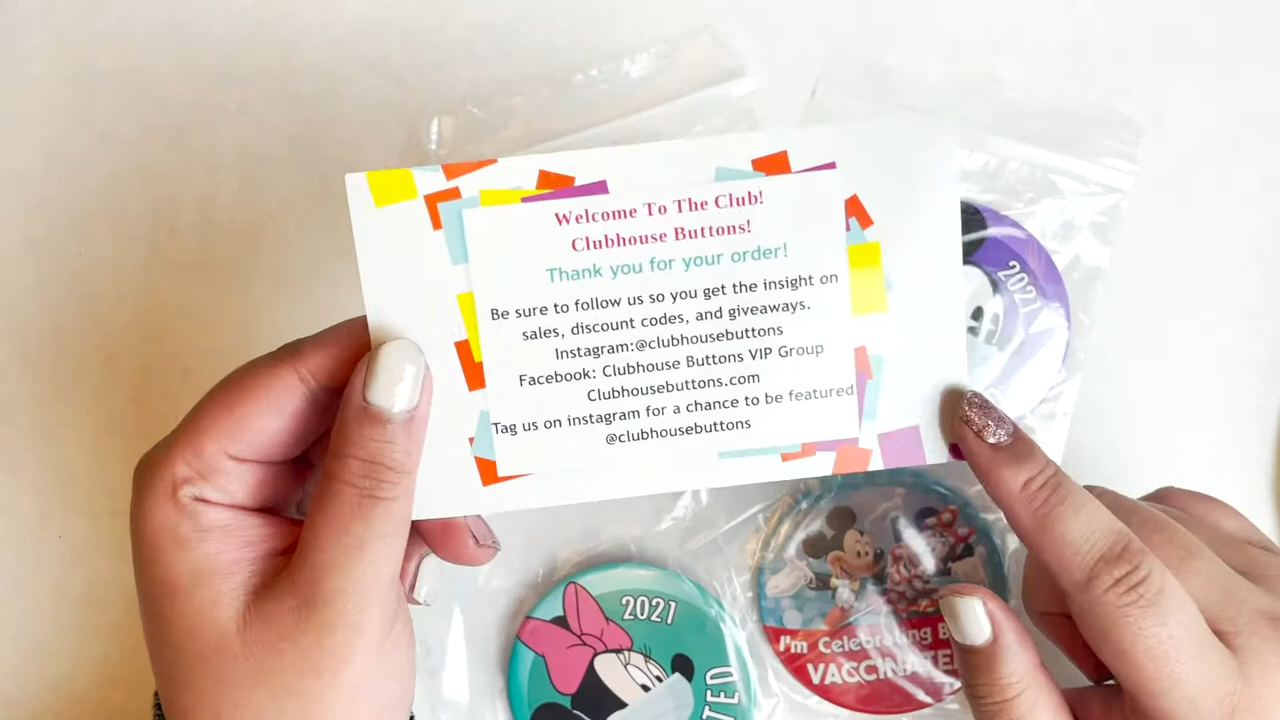 Welcome To The Club!
Clubhouse Buttons!
Thank you for your order!
Be sure to follow us so you get the insight on
sales, discount codes, and giveaways.
Instagram:@clubhousebuttons
Facebook: Clubhouse Buttons VIP Group
Clubhousebuttons.com
Tag us on instagram for a chance to be featured.
@clubhousebuttons
2021
2021
I'm Celebrating
VACCINATE